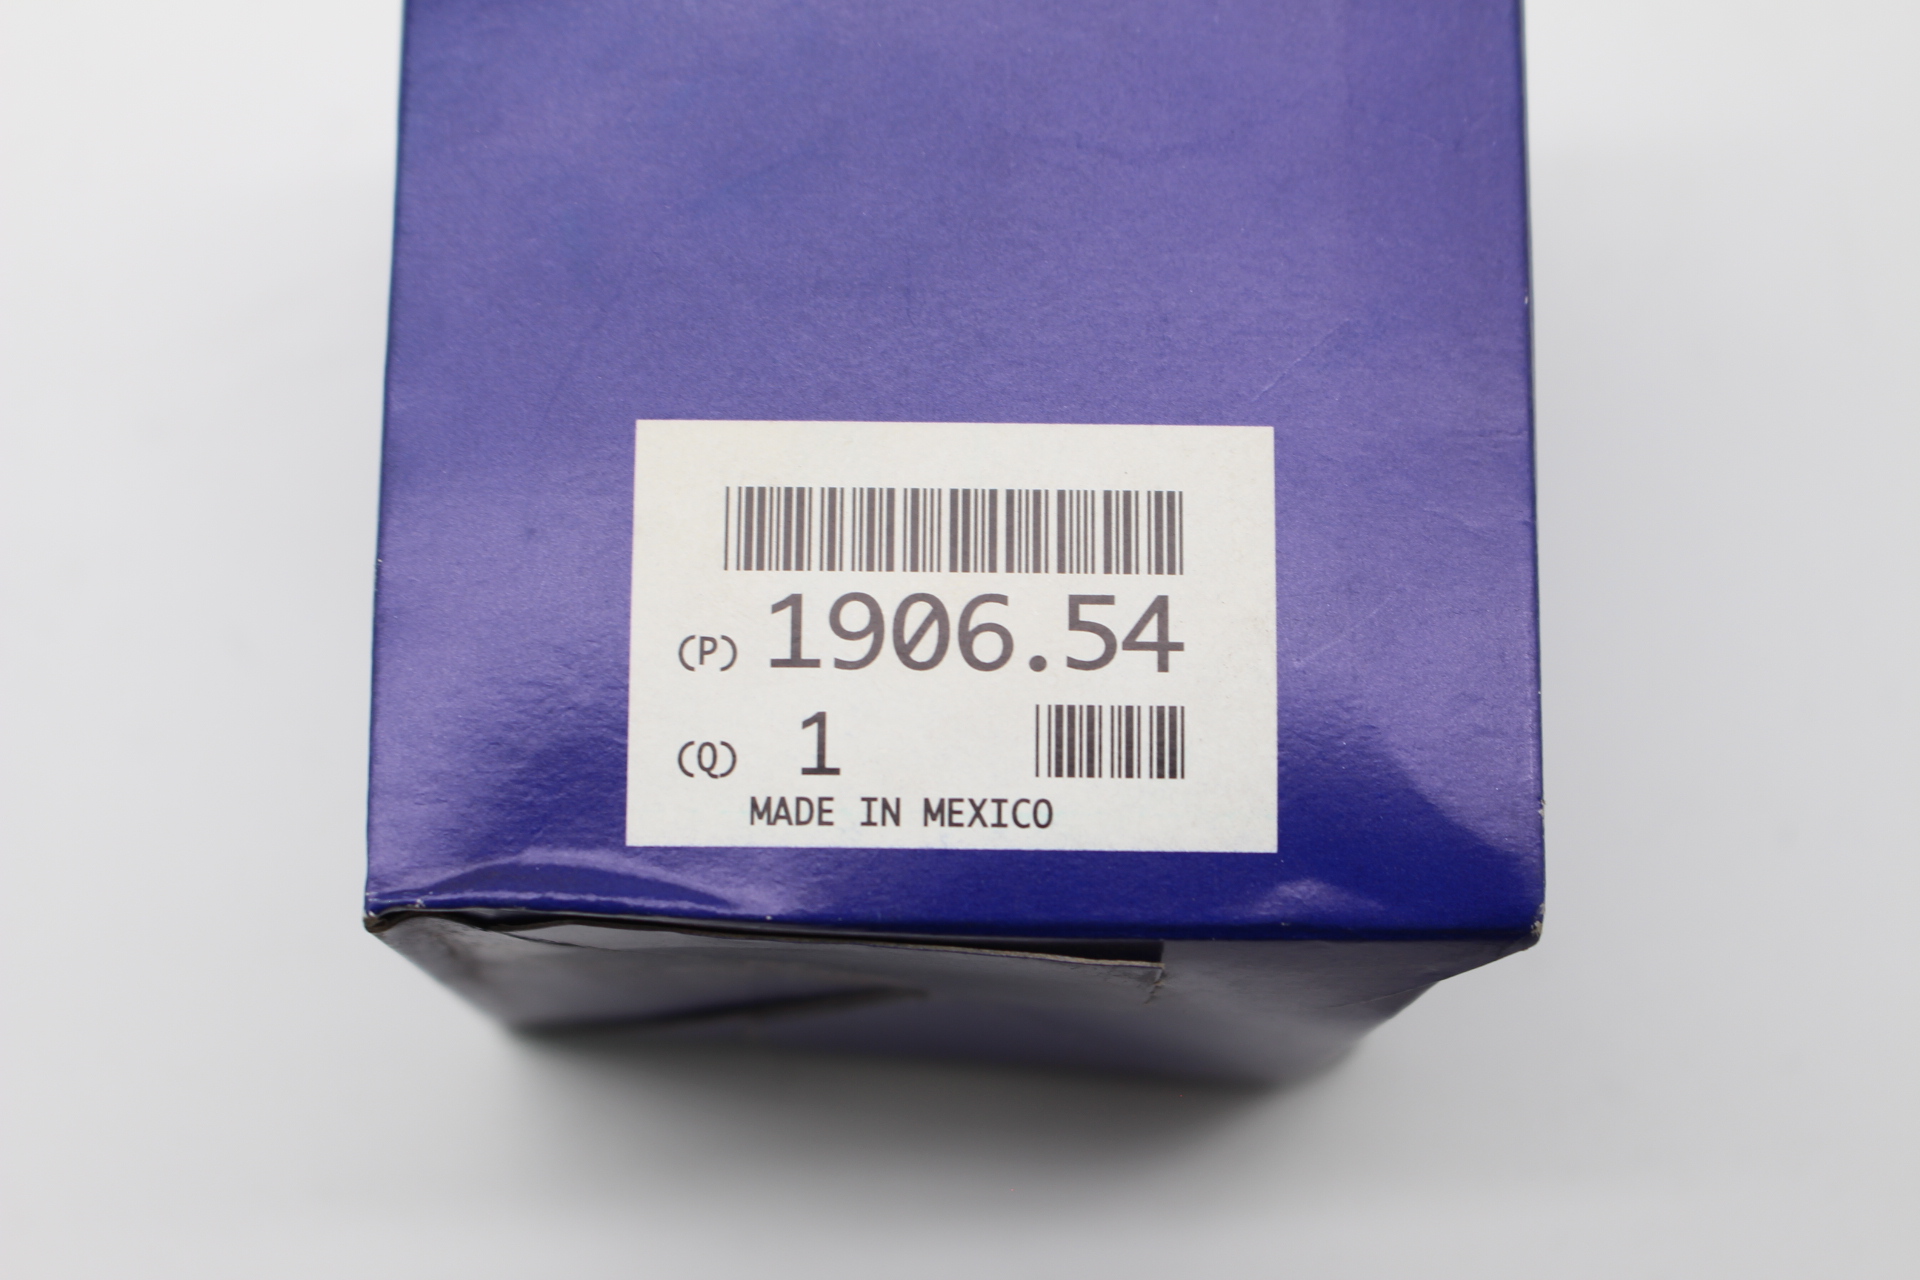 (P) 1906.54
(Q) 1
MADE IN MEXICO